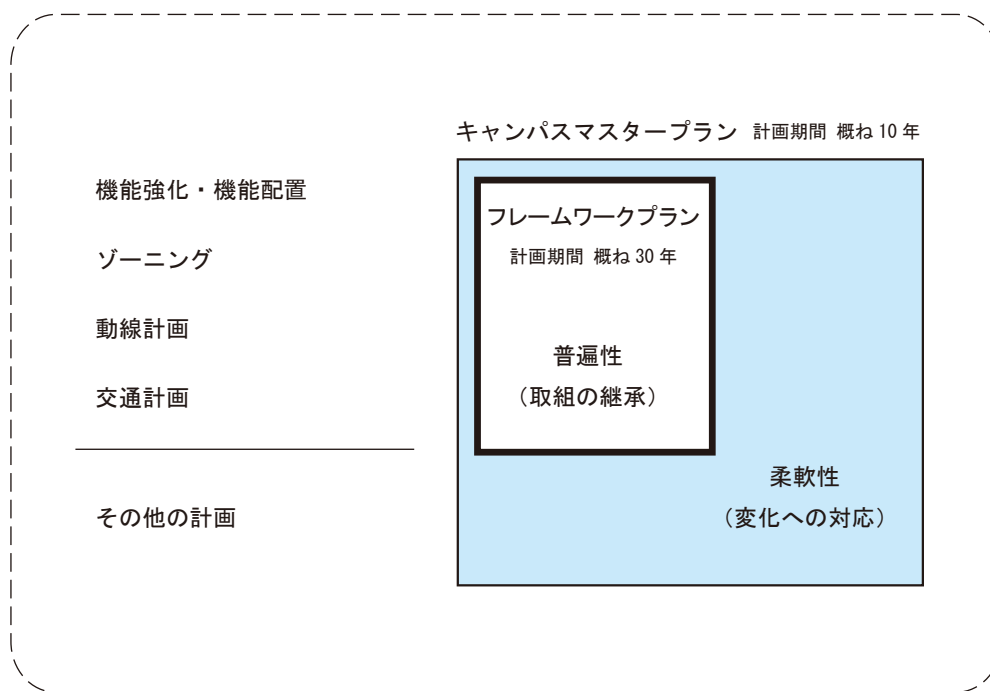 キャンパスマスタープラン 計画期間 概ね 10 年
機能強化・機能配置
ゾーニング
動線計画
交通計画
その他の計画
フレームワークプラン
計画期間 概ね 30 年
普遍性
（取組の継承）
柔軟性
（変化への対応）